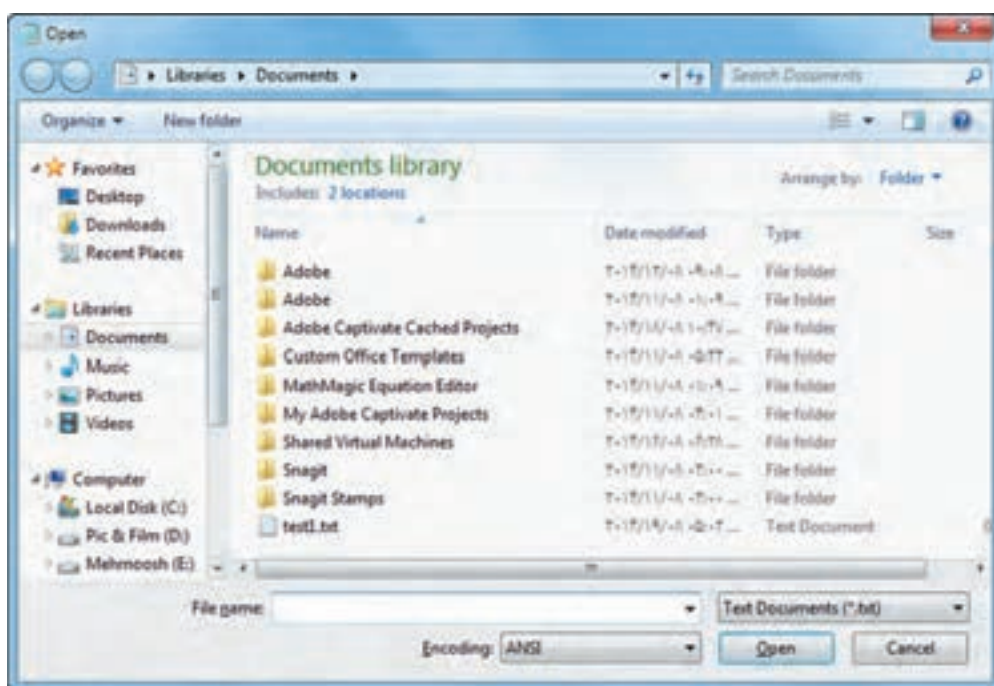 Open
Libraries Documents
Search Documents
Organize New folder
Favorites
Desktop
Downloads
Recent Places
Libraries
Documents
Music
Pictures
Videos
Computer
Local Disk (C:)
Pic & Film (D:)
Mehrnoosh (E:)
Documents library
Includes: 2 locations
Arrange by: Folder
Name Date modified Type Size
Adobe File folder
Adobe File folder
Adobe Captivate Cached Projects File folder
Custom Office Templates File folder
MathMagic Equation Editor File folder
My Adobe Captivate Projects File folder
Shared Virtual Machines File folder
Snagit File folder
Snagit Stamps File folder
test1.txt Text Document
File name: Text Documents (*.txt)
Encoding: ANSI Open Cancel